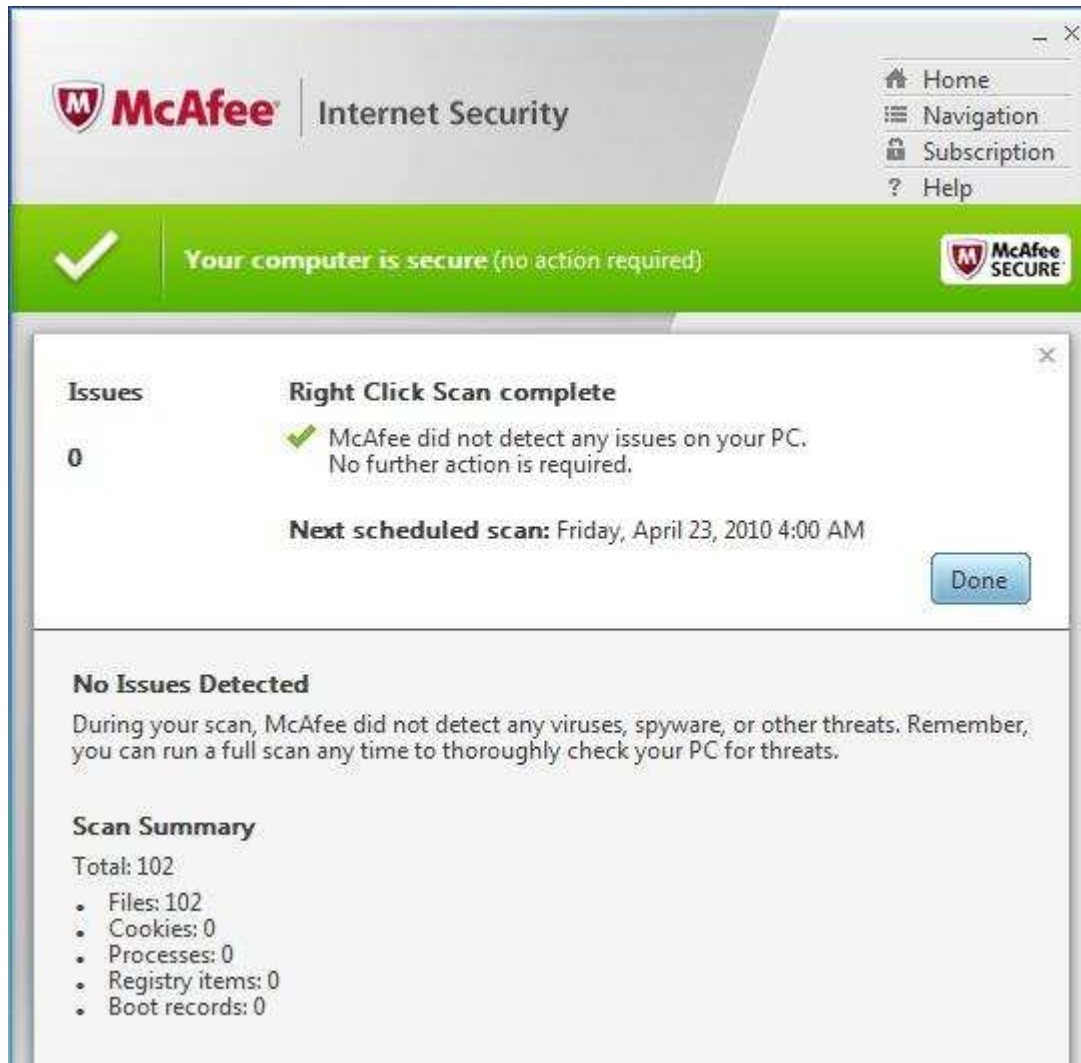 McAfee Internet Security
Home
Navigation
Subscription
? Help
Your computer is secure (no action required)
McAfee
SECURE
Issues
0
Right Click Scan complete
McAfee did not detect any issues on your PC.
No further action is required.
Next scheduled scan: Friday, April 23, 2010 4:00 AM
Done
No Issues Detected
During your scan, McAfee did not detect any viruses, spyware, or other threats. Remember,
you can run a full scan any time to thoroughly check your PC for threats.
Scan Summary
Total: 102
• Files: 102
• Cookies: 0
• Processes: 0
• Registry items: 0
• Boot records: 0